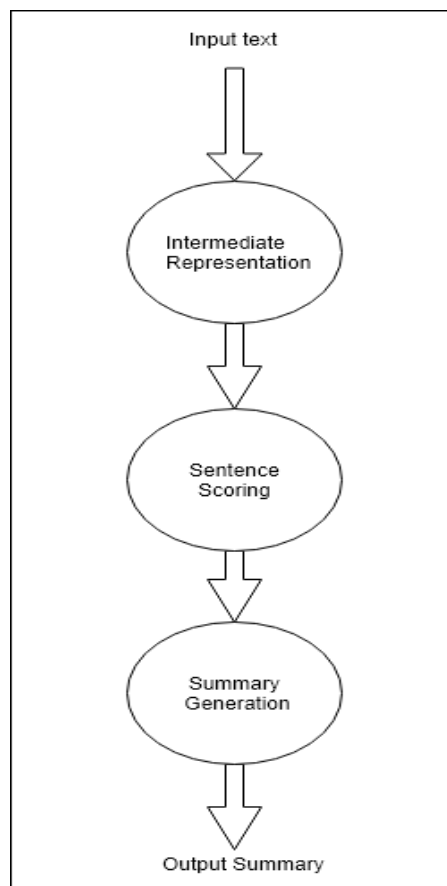 Input text
Intermediate
Representation
Sentence
Scoring
Summary
Generation
Output Summary